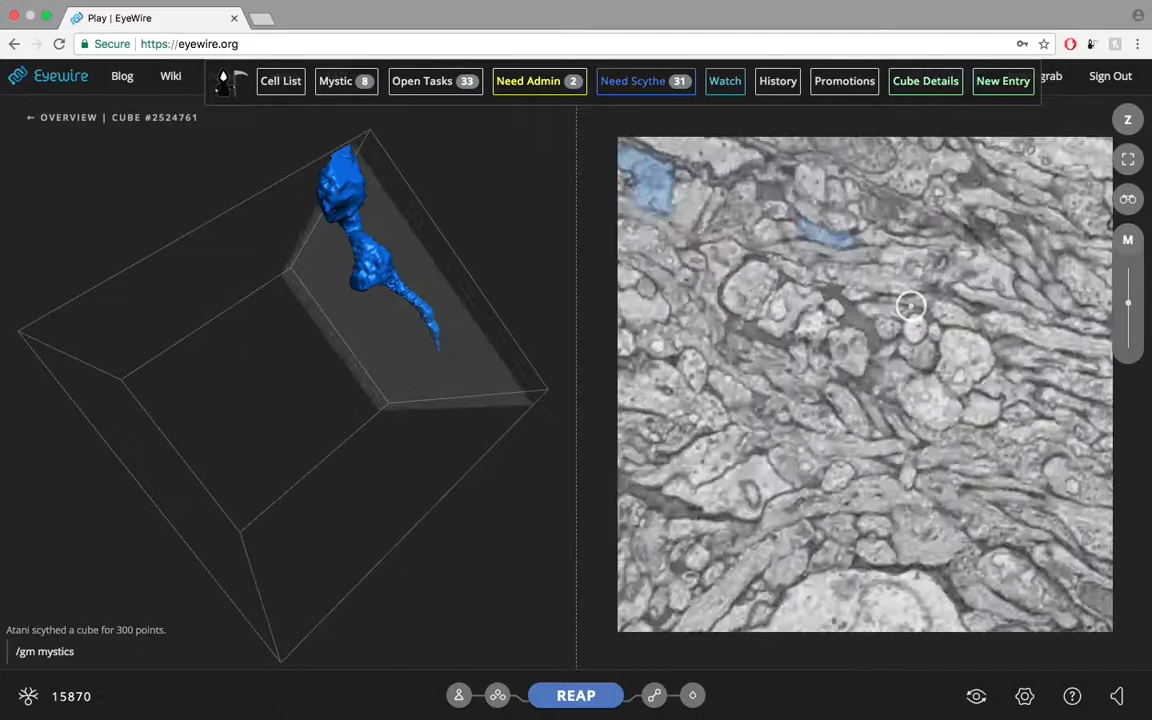 Play | EyeWire
Secure https://eyewire.org
Eyewire
Blog
Wiki
Cell List
Mystic 8
Open Tasks 33
Need Admin 2
Need Scythe 31
Watch
History
Promotions
Cube Details
New Entry
grab
Sign Out
← OVERVIEW | CUBE #2524761
Z
M
Atani scythed a cube for 300 points.
/gm mystics
15870
REAP